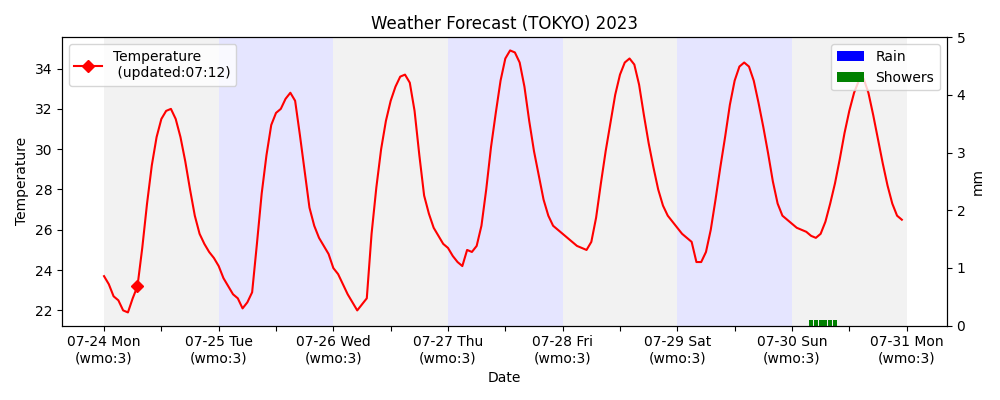 Weather Forecast (TOKYO) 2023
Temperature
(updated:07:12)
Rain
Showers
Temperature
34
32
30
28
26
24
22
5
4
3
2
1
0
mm
07-24 Mon
(wmo:3)
07-25 Tue
(wmo:3)
07-26 Wed
(wmo:3)
07-27 Thu
(wmo:3)
07-28 Fri
(wmo:3)
07-29 Sat
(wmo:3)
07-30 Sun
(wmo:3)
07-31 Mon
(wmo:3)
Date